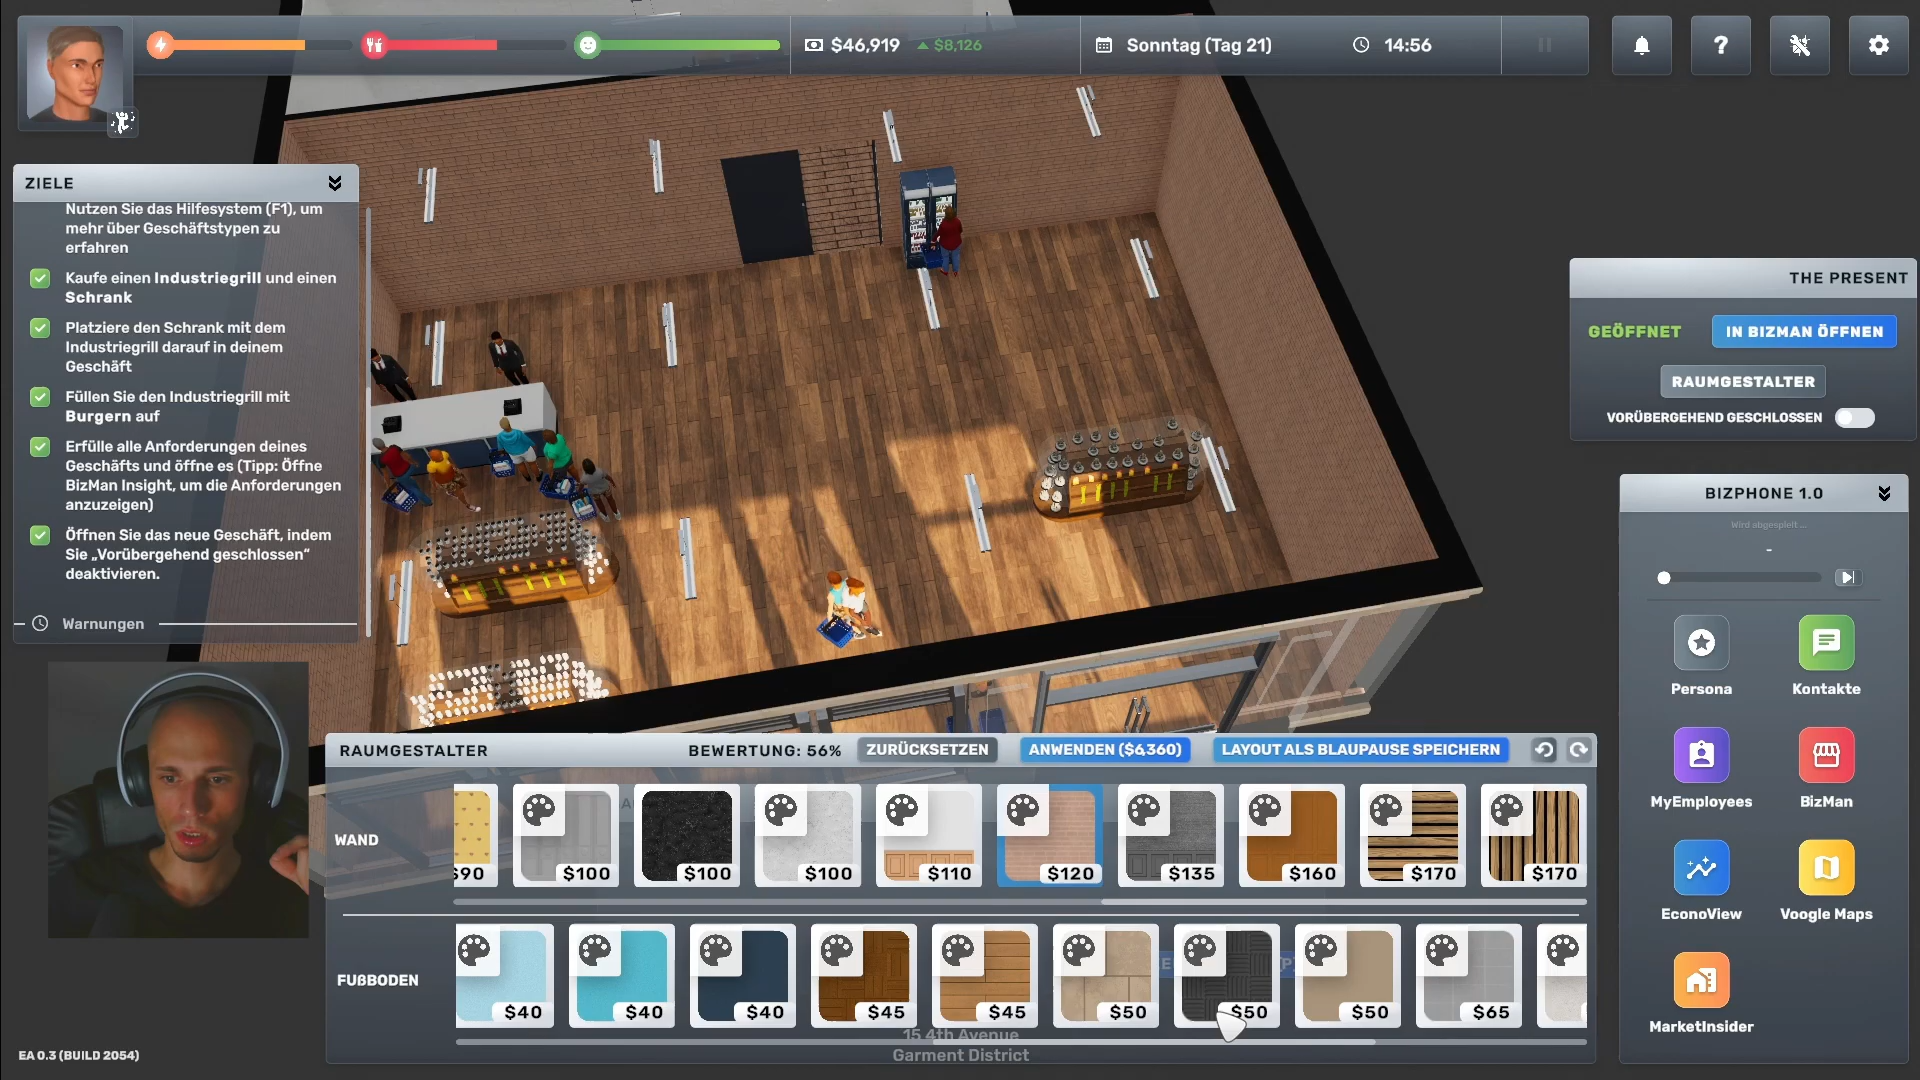 $46,919
$8,126
Sonntag (Tag 21)
14:56
?
ZIELE
Nutzen Sie das Hilfesystem (F1), um
mehr über Geschäftstypen zu
erfahren
Kaufe einen Industriegrill und einen
Schrank
Platziere den Schrank mit dem
Industriegrill darauf in deinem
Geschäft
Füllen Sie den Industriegrill mit
Burgern auf
Erfülle alle Anforderungen deines
Geschäfts und öffne es (Tipp: Öffne
BizMan Insight, um die Anforderungen
anzuzeigen)
Öffnen Sie das neue Geschäft, indem
Sie „Vorübergehend geschlossen“
deaktivieren.
Warnungen
THE PRESENT
GEÖFFNET
IN BIZMAN ÖFFNEN
RAUMGESTALTER
VORÜBERGEHEND GESCHLOSSEN
BIZPHONE 1.0
Wird abgespielt ...
-
Persona
Kontakte
MyEmployees
BizMan
EconoView
Voogle Maps
MarketInsider
RAUMGESTALTER
BEWERTUNG: 56%
ZURÜCKSETZEN
ANWENDEN ($6,360)
LAYOUT ALS BLAUPAUSE SPEICHERN
WAND
$90
$100
$100
$100
$110
$120
$135
$160
$170
$170
FUẞBODEN
$40
$40
$40
$45
$45
$50
$50
$50
$65
15 4th Avenue
Garment District
EA 0.3 (BUILD 2054)